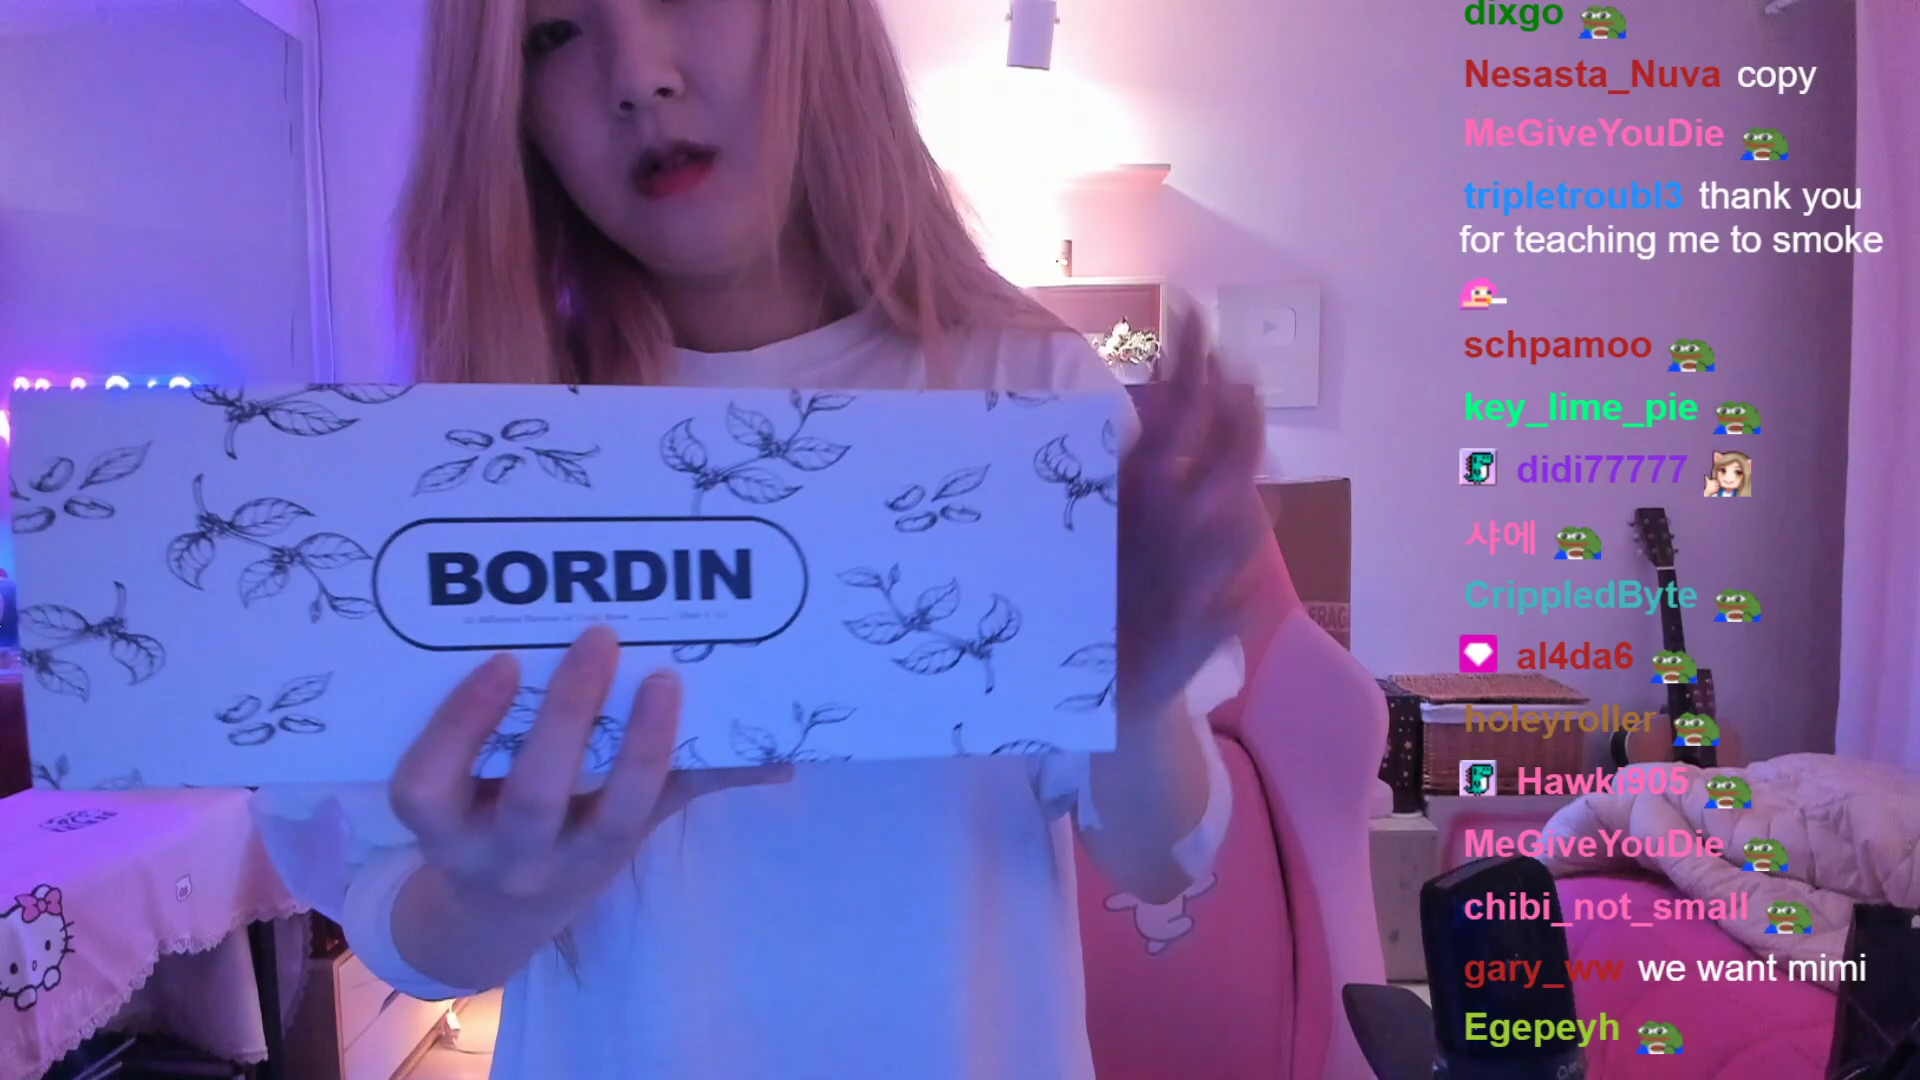 dixgo
Nesasta_Nuva copy
MeGiveYouDie
tripletroubl3 thank you
for teaching me to smoke
schpamoo
key_lime_pie
didi77777
샤에
CrippledByte
al4da6
holeyroller
Hawki905
MeGiveYouDie
chibi_not_small
gary_ww we want mimi
Egepeyh
BORDIN